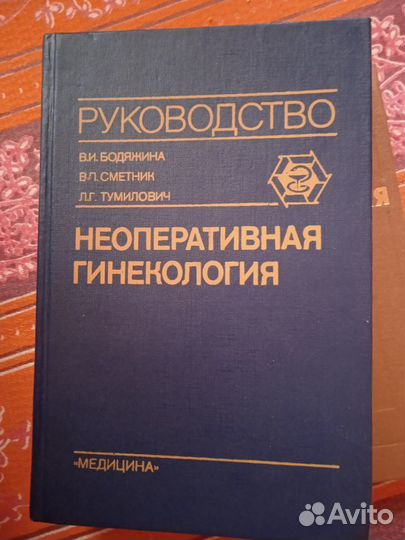 РУКОВОДСТВО
В.И. БОДЯЖИНА
В.П. СМЕТНИК
Л.Г. ТУМИЛОВИЧ
НЕОПЕРАТИВНАЯ
ГИНЕКОЛОГИЯ
«МЕДИЦИНА»
Avito